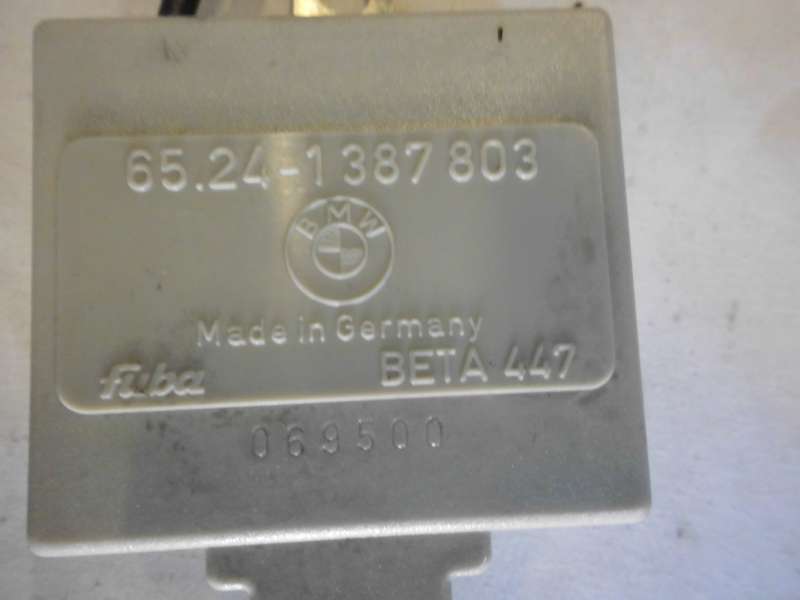 65.24-1 387 803
BMW
Made in Germany
fuba
BETA 447
069500